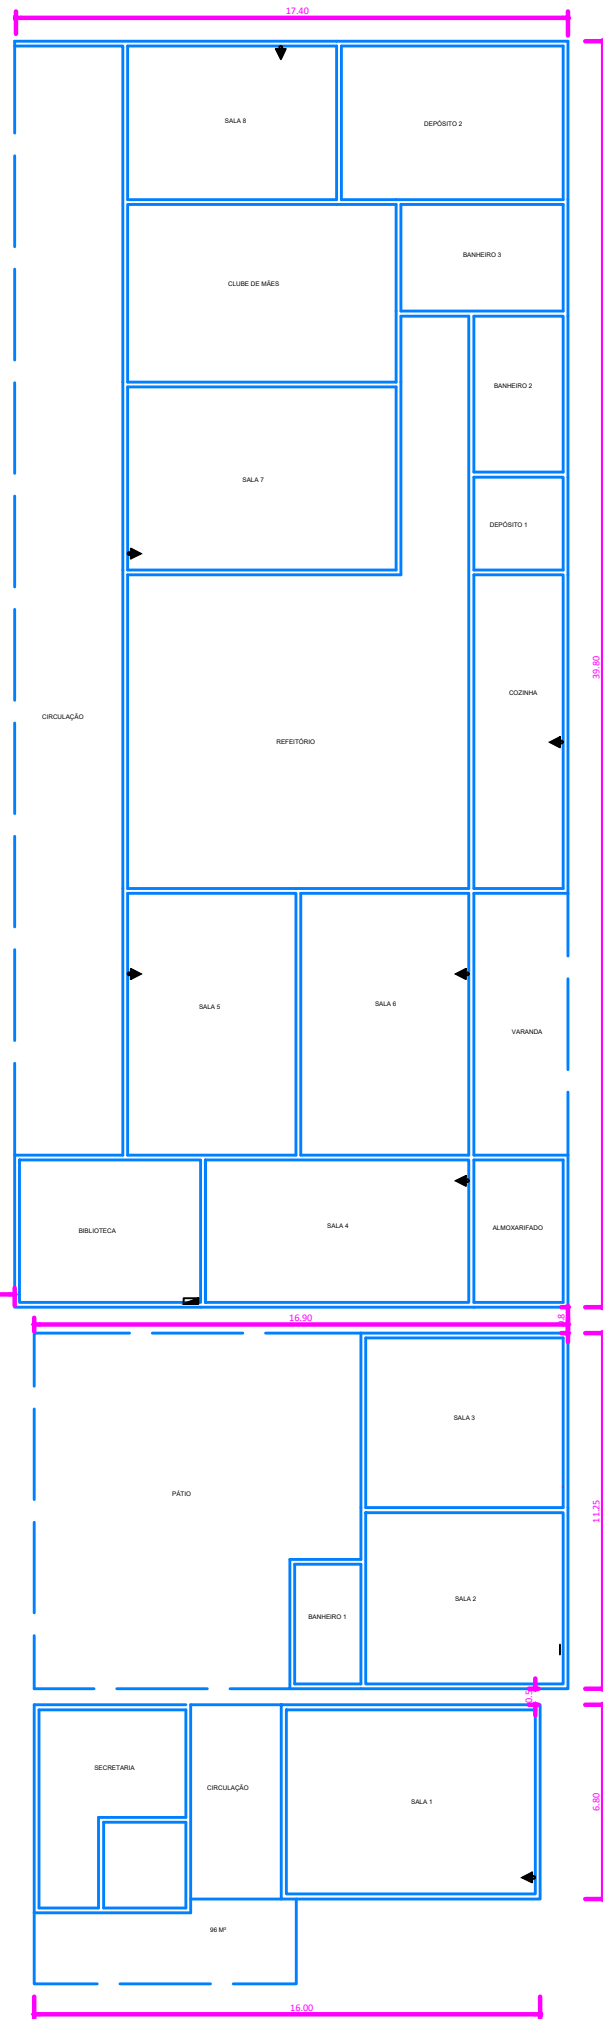 17.40
SALA 8
DEPÓSITO 2
BANHEIRO 3
CLUBE DE MÃES
BANHEIRO 2
SALA 7
DEPÓSITO 1
39.80
COZINHA
CIRCULAÇÃO
REFEITÓRIO
SALA 5
SALA 6
VARANDA
BIBLIOTECA
SALA 4
ALMOXARIFADO
16.90
SALA 3
PÁTIO
11.25
SALA 2
BANHEIRO 1
SECRETARIA
CIRCULAÇÃO
SALA 1
6.80
96 M²
16.00